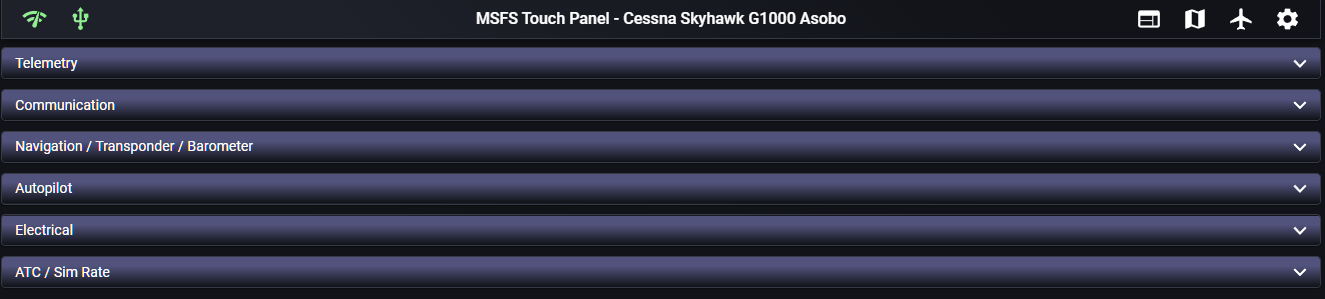 MSFS Touch Panel - Cessna Skyhawk G1000 Asobo
Telemetry
Communication
Navigation / Transponder / Barometer
Autopilot
Electrical
ATC / Sim Rate